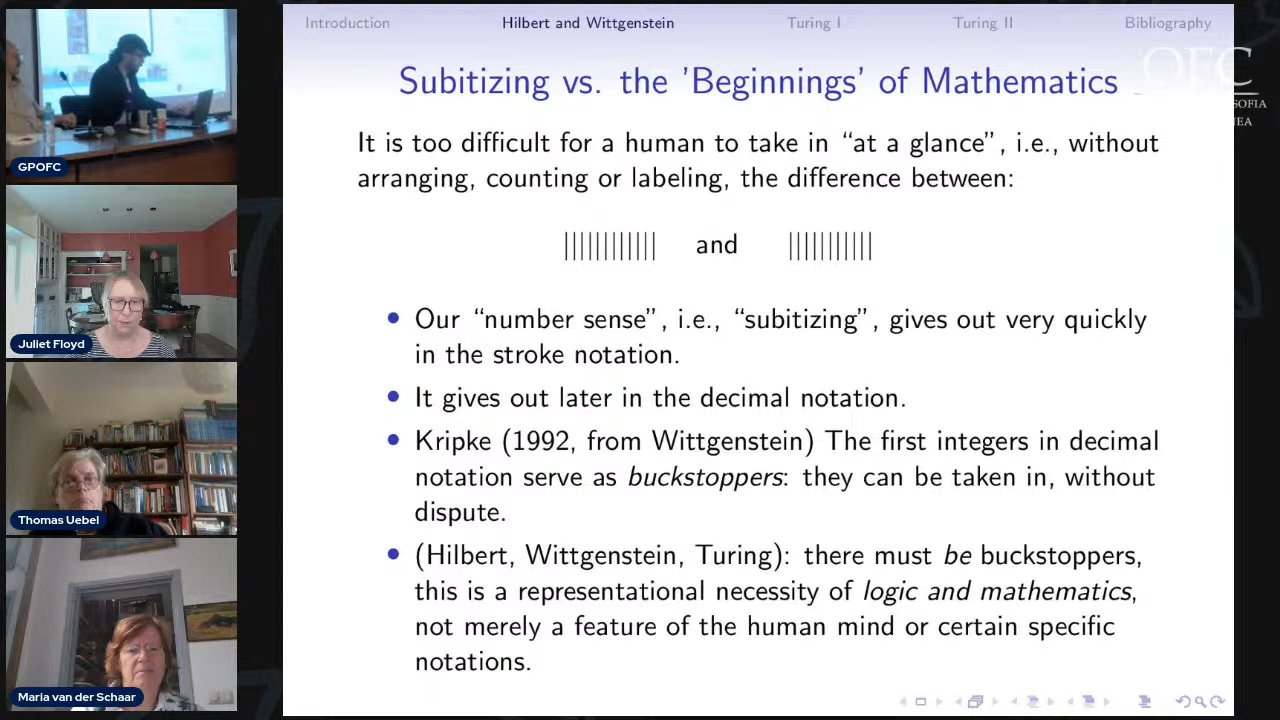 Introduction
Hilbert and Wittgenstein
Turing I
Turing II
Bibliography
Subitizing vs. the 'Beginnings' of Mathematics
It is too difficult for a human to take in “at a glance”, i.e., without
arranging, counting or labeling, the difference between:
|||||||||||| and |||||||||||
• Our “number sense”, i.e., “subitizing”, gives out very quickly
in the stroke notation.
• It gives out later in the decimal notation.
• Kripke (1992, from Wittgenstein) The first integers in decimal
notation serve as buckstoppers: they can be taken in, without
dispute.
• (Hilbert, Wittgenstein, Turing): there must be buckstoppers,
this is a representational necessity of logic and mathematics,
not merely a feature of the human mind or certain specific
notations.
GPOFC
Juliet Floyd
Thomas Uebel
Maria van der Schaar